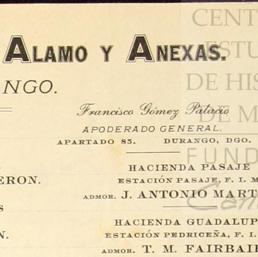 ALAMO Y ANEXAS.
NGO.
Francisco Gómez Palacio
APODERADO GENERAL.
APARTADO 85. DURANGO, DGO.
HACIENDA PASAJE
ERON. ESTACIÓN PASAJE, F. I. M
ADMOR. J. ANTONIO MART
S
HACIENDA GUADALUP
N. ESTACIÓN PEDRICEÑA, F. I.
ADMOR. T. M. FAIRBAIR
CENT
ESTU
DE HIS
DE M
FUND